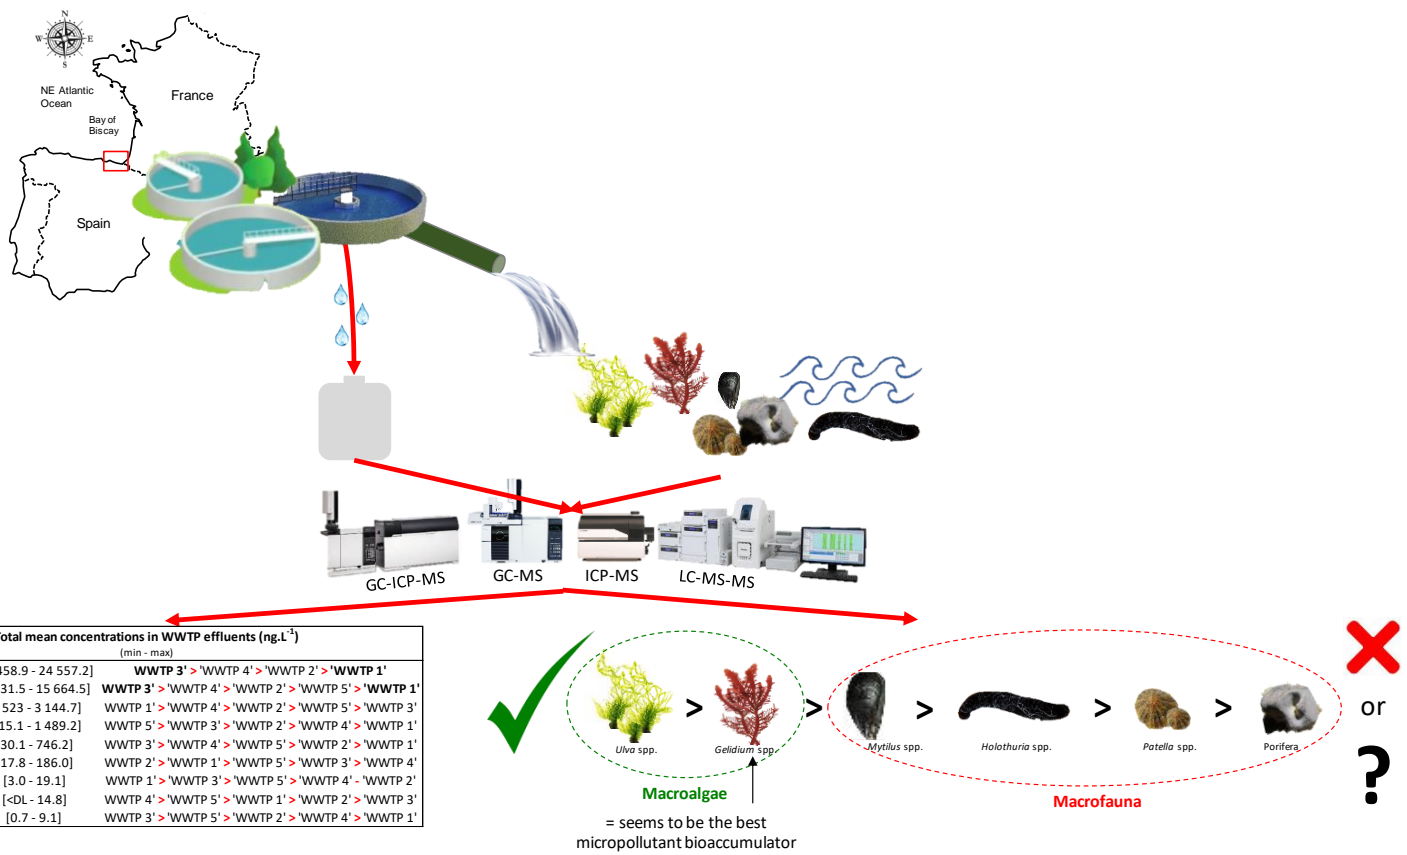 N
W
E
S
NE Atlantic
Ocean
France
Bay of
Biscay
Spain
GC-ICP-MS
GC-MS
ICP-MS
LC-MS-MS
mean concentrations in WWTP effluents (ng.L-1)
(min - max)
458.9 - 24 557.2] WWTP 3' > 'WWTP 4' > 'WWTP 2' > 'WWTP 1'
31.5 - 15 664.5] WWTP 3' > 'WWTP 4' > 'WWTP 2' > 'WWTP 5' > 'WWTP 1'
523 - 3 144.7] WWTP 1' > 'WWTP 4' > 'WWTP 2' > 'WWTP 5' > 'WWTP 3'
15.1 - 1 489.2] WWTP 5' > 'WWTP 3' > 'WWTP 2' > 'WWTP 4' > 'WWTP 1'
30.1 - 746.2] WWTP 3' > 'WWTP 4' > 'WWTP 5' > 'WWTP 2' > 'WWTP 1'
17.8 - 186.0] WWTP 2' > 'WWTP 1' > 'WWTP 5' > 'WWTP 3' > 'WWTP 4'
[3.0 - 19.1] WWTP 1' > 'WWTP 3' > 'WWTP 5' > 'WWTP 4' - 'WWTP 2'
[<DL - 14.8] WWTP 4' > 'WWTP 5' > 'WWTP 1' > 'WWTP 2' > 'WWTP 3'
[0.7 - 9.1] WWTP 3' > 'WWTP 5' > 'WWTP 2' > 'WWTP 4' > 'WWTP 1'
> > > > >
or
?
Ulva spp. Gelidium spp. Mytilus spp. Holothuria spp. Patella spp. Porifera
Macroalgae
Macrofauna
= seems to be the best
micropollutant bioaccumulator